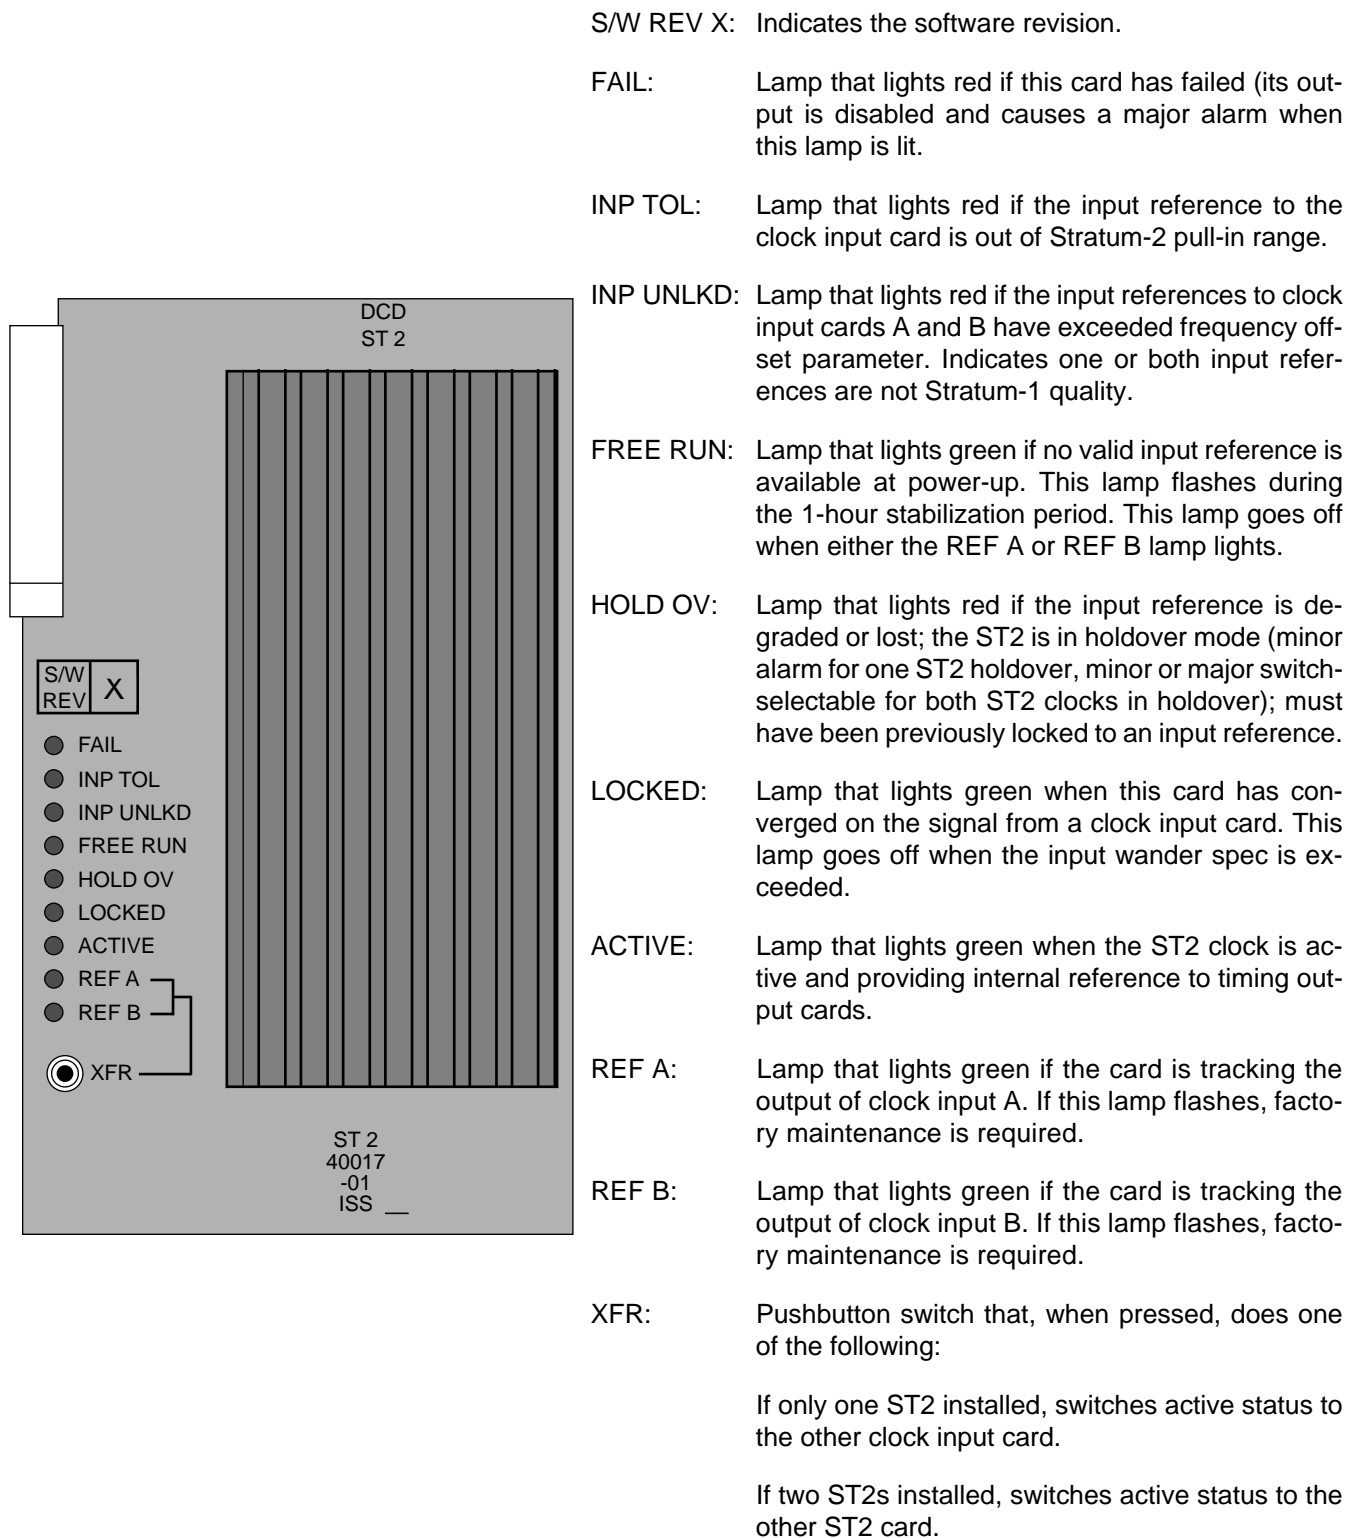 S/W REV X: Indicates the software revision.
FAIL: Lamp that lights red if this card has failed (its out-
put is disabled and causes a major alarm when
this lamp is lit.
INP TOL: Lamp that lights red if the input reference to the
clock input card is out of Stratum-2 pull-in range.
INP UNLKD: Lamp that lights red if the input references to clock
input cards A and B have exceeded frequency off-
set parameter. Indicates one or both input refer-
ences are not Stratum-1 quality.
FREE RUN: Lamp that lights green if no valid input reference is
available at power-up. This lamp flashes during
the 1-hour stabilization period. This lamp goes off
when either the REF A or REF B lamp lights.
HOLD OV: Lamp that lights red if the input reference is de-
graded or lost; the ST2 is in holdover mode (minor
alarm for one ST2 holdover, minor or major switch-
selectable for both ST2 clocks in holdover); must
have been previously locked to an input reference.
LOCKED: Lamp that lights green when this card has con-
verged on the signal from a clock input card. This
lamp goes off when the input wander spec is ex-
ceeded.
ACTIVE: Lamp that lights green when the ST2 clock is ac-
tive and providing internal reference to timing out-
put cards.
REF A: Lamp that lights green if the card is tracking the
output of clock input A. If this lamp flashes, facto-
ry maintenance is required.
REF B: Lamp that lights green if the card is tracking the
output of clock input B. If this lamp flashes, facto-
ry maintenance is required.
XFR: Pushbutton switch that, when pressed, does one
of the following:
If only one ST2 installed, switches active status to
the other clock input card.
If two ST2s installed, switches active status to the
other ST2 card.
DCD
ST 2
S/W
REV
X
FAIL
INP TOL
INP UNLKD
FREE RUN
HOLD OV
LOCKED
ACTIVE
REF A
REF B
XFR
ST 2
40017
-01
ISS __